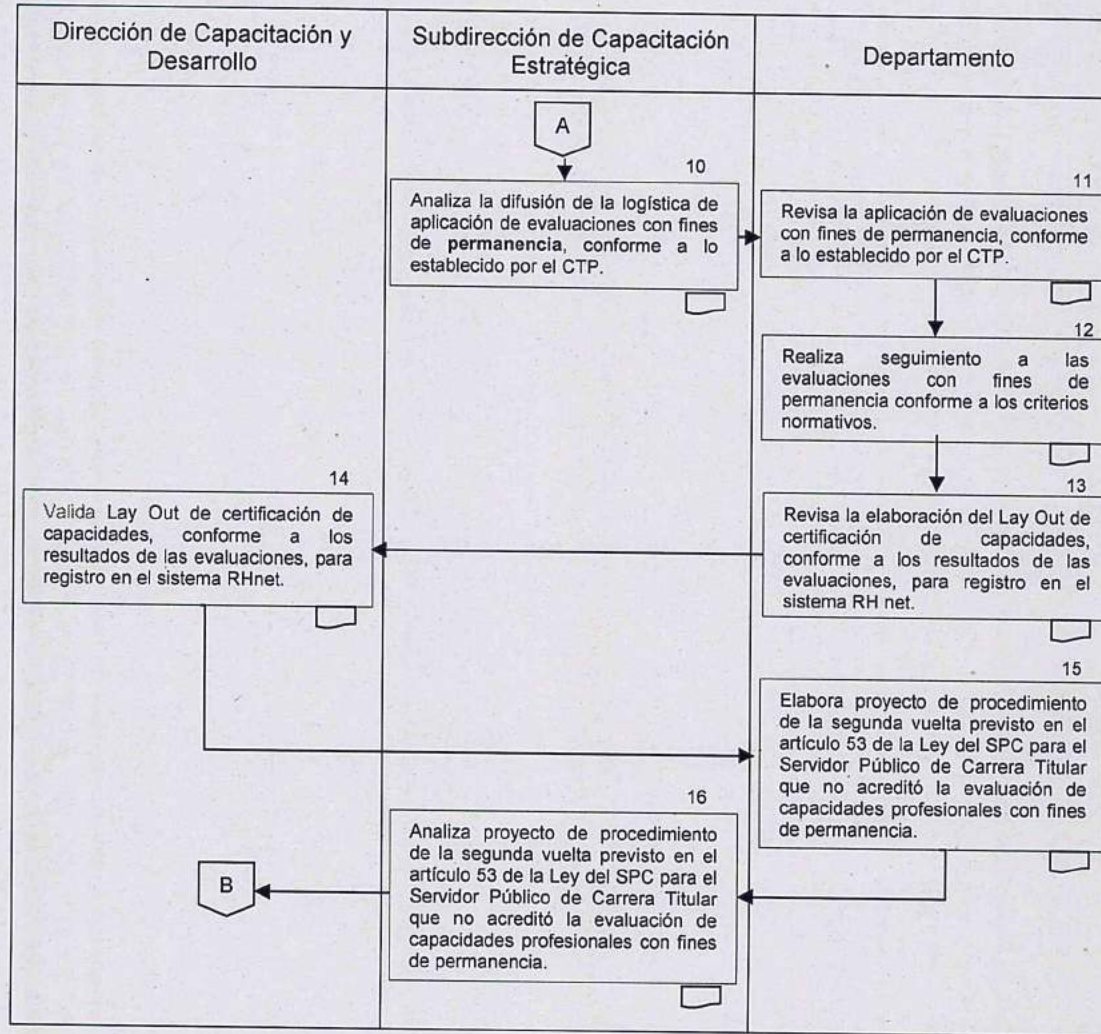 Dirección de Capacitación y
Desarrollo
Subdirección de Capacitación
Estratégica
Departamento
A
10
Analiza la difusión de la logística de
aplicación de evaluaciones con fines
de permanencia, conforme a lo
establecido por el CTP.
11
Revisa la aplicación de evaluaciones
con fines de permanencia, conforme
a lo establecido por el CTP.
12
Realiza seguimiento a las
evaluaciones con fines de
permanencia conforme a los criterios
normativos.
13
Revisa la elaboración del Lay Out de
certificación de capacidades,
conforme a los resultados de las
evaluaciones, para registro en el
sistema RH net.
14
Valida Lay Out de certificación de
capacidades, conforme a los
resultados de las evaluaciones, para
registro en el sistema RHnet.
15
Elabora proyecto de procedimiento
de la segunda vuelta previsto en el
artículo 53 de la Ley del SPC para el
Servidor Público de Carrera Titular
que no acreditó la evaluación de
capacidades profesionales con fines
de permanencia.
16
Analiza proyecto de procedimiento
de la segunda vuelta previsto en el
artículo 53 de la Ley del SPC para el
Servidor Público de Carrera Titular
que no acreditó la evaluación de
capacidades profesionales con fines
de permanencia.
B